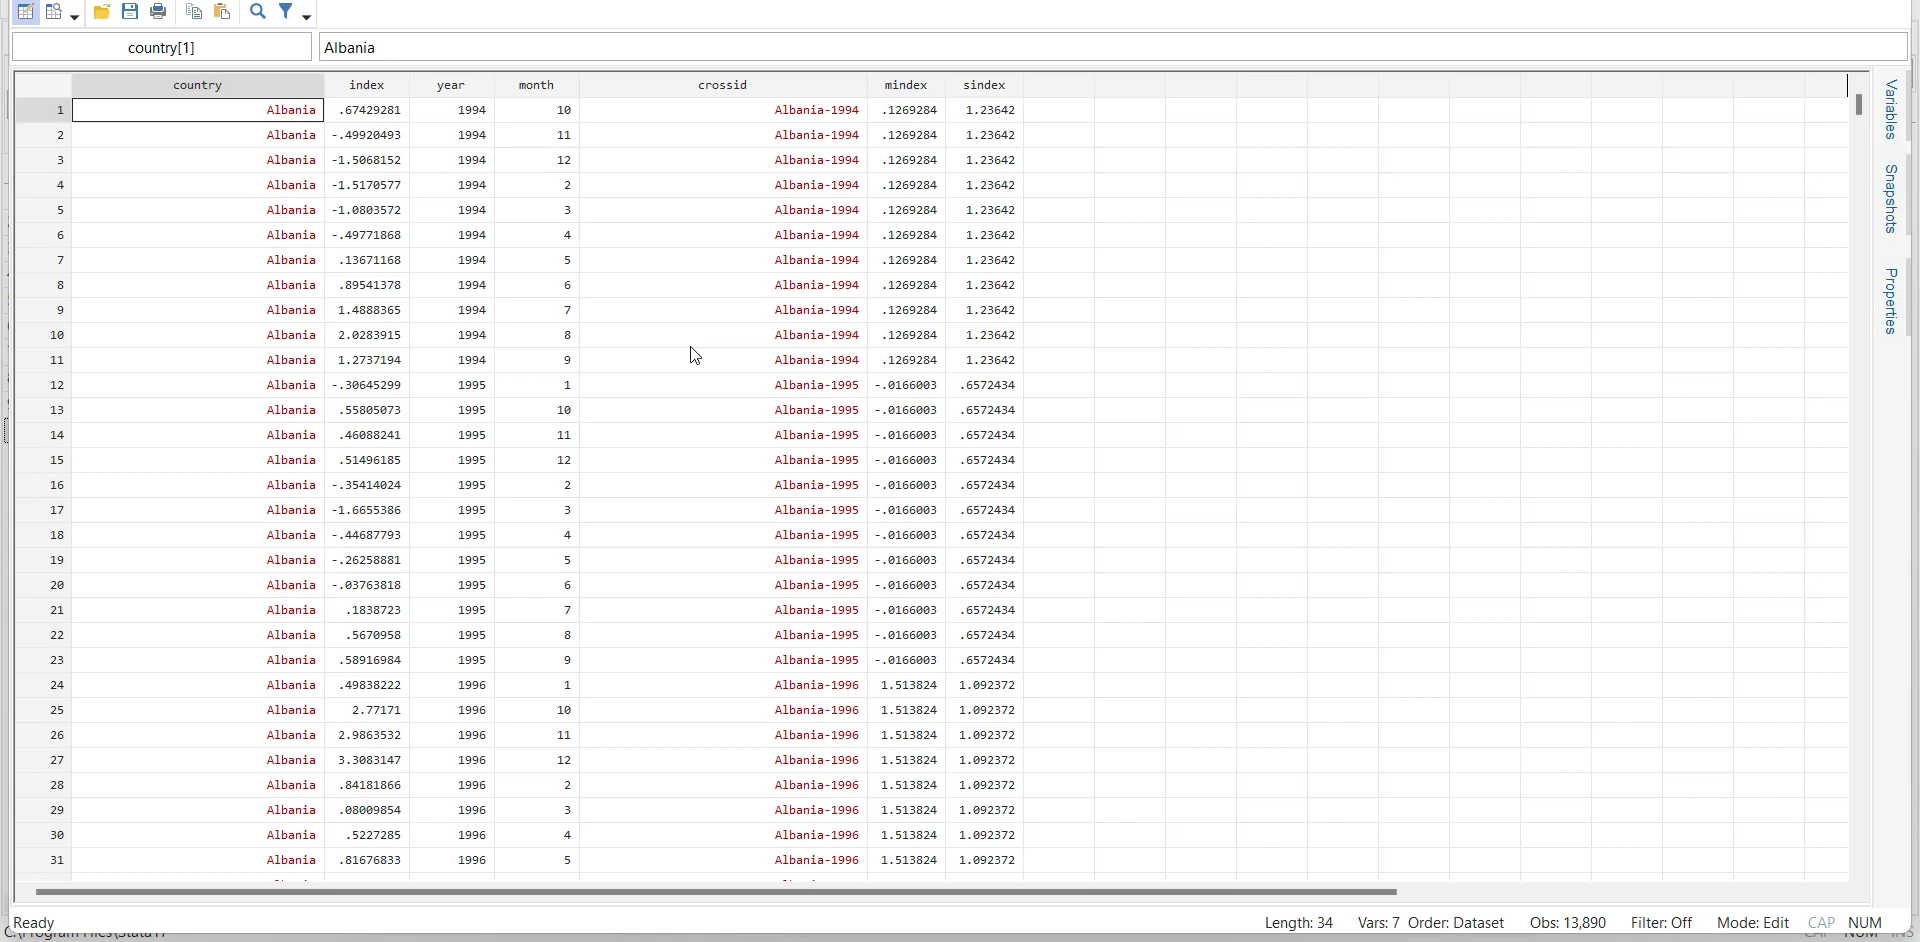 country[1] Albania
country index year month crossid mindex sindex
1 Albania .67429281 1994 10 Albania-1994 .1269284 1.23642
2 Albania -.49920493 1994 11 Albania-1994 .1269284 1.23642
3 Albania -1.5068152 1994 12 Albania-1994 .1269284 1.23642
4 Albania -1.5170577 1994 2 Albania-1994 .1269284 1.23642
5 Albania -1.0803572 1994 3 Albania-1994 .1269284 1.23642
6 Albania -.49771868 1994 4 Albania-1994 .1269284 1.23642
7 Albania .13671168 1994 5 Albania-1994 .1269284 1.23642
8 Albania .89541378 1994 6 Albania-1994 .1269284 1.23642
9 Albania 1.4888365 1994 7 Albania-1994 .1269284 1.23642
10 Albania 2.0283915 1994 8 Albania-1994 .1269284 1.23642
11 Albania 1.2737194 1994 9 Albania-1994 .1269284 1.23642
12 Albania -.30645299 1995 1 Albania-1995 -.0166003 .6572434
13 Albania .55805073 1995 10 Albania-1995 -.0166003 .6572434
14 Albania .46088241 1995 11 Albania-1995 -.0166003 .6572434
15 Albania .51496185 1995 12 Albania-1995 -.0166003 .6572434
16 Albania -.35414024 1995 2 Albania-1995 -.0166003 .6572434
17 Albania -1.6655386 1995 3 Albania-1995 -.0166003 .6572434
18 Albania -.44687793 1995 4 Albania-1995 -.0166003 .6572434
19 Albania -.26258881 1995 5 Albania-1995 -.0166003 .6572434
20 Albania -.03763818 1995 6 Albania-1995 -.0166003 .6572434
21 Albania .1838723 1995 7 Albania-1995 -.0166003 .6572434
22 Albania .5670958 1995 8 Albania-1995 -.0166003 .6572434
23 Albania .58916984 1995 9 Albania-1995 -.0166003 .6572434
24 Albania .49838222 1996 1 Albania-1996 1.513824 1.092372
25 Albania 2.77171 1996 10 Albania-1996 1.513824 1.092372
26 Albania 2.9863532 1996 11 Albania-1996 1.513824 1.092372
27 Albania 3.3083147 1996 12 Albania-1996 1.513824 1.092372
28 Albania .84181866 1996 2 Albania-1996 1.513824 1.092372
29 Albania .08009854 1996 3 Albania-1996 1.513824 1.092372
30 Albania .5227285 1996 4 Albania-1996 1.513824 1.092372
31 Albania .81676833 1996 5 Albania-1996 1.513824 1.092372
Variables
Snapshots
Properties
Ready Length: 34 Vars: 7 Order: Dataset Obs: 13,890 Filter: Off Mode: Edit CAP NUM